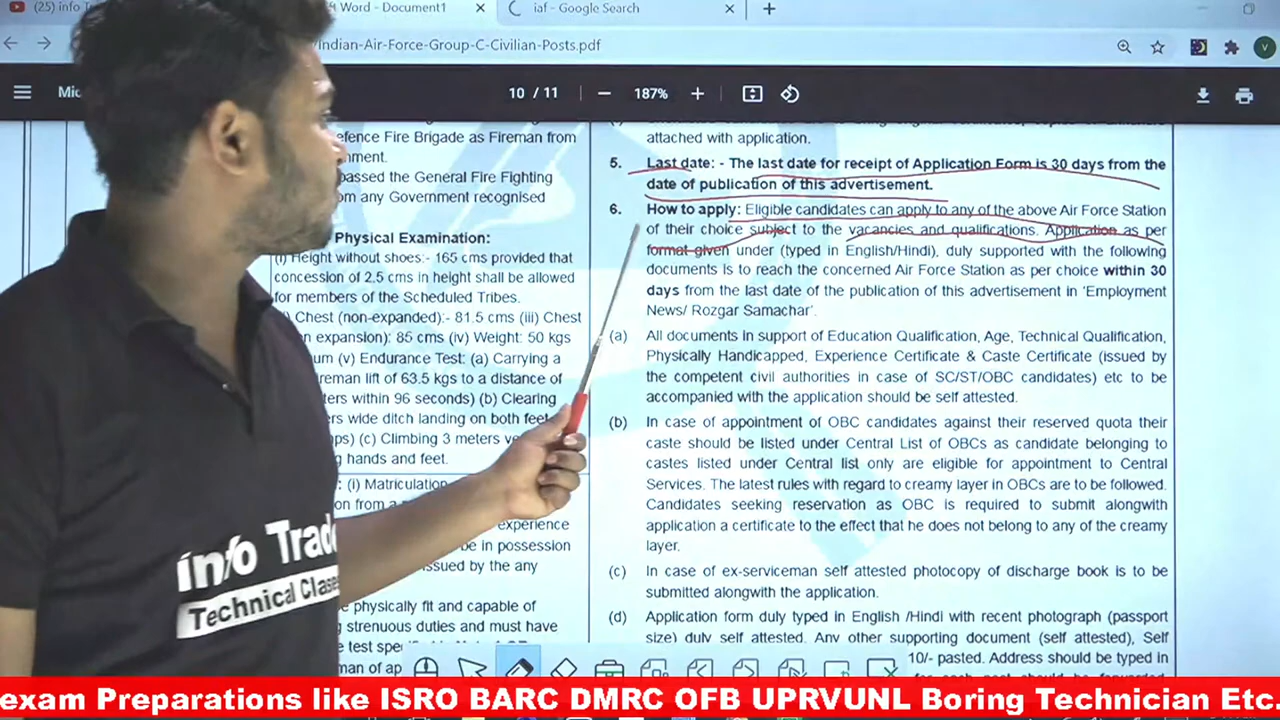 (25) info T
ft Word - Document1
iaf - Google Search
/Indian-Air-Force-Group-C-Civilian-Posts.pdf
V
Mic
10 / 11
187%
efence Fire Brigade as Fireman from
nment.
passed the General Fire Fighting
om any Government recognised
Physical Examination:
(i) Height without shoes:- 165 cms provided that
concession of 2.5 cms in height shall be allowed
for members of the Scheduled Tribes.
) Chest (non-expanded):- 81.5 cms (iii) Chest
n expansion): 85 cms (iv) Weight: 50 kgs
um (v) Endurance Test: (a) Carrying a
reman lift of 63.5 kgs to a distance of
ters within 96 seconds) (b) Clearing
rs wide ditch landing on both feet
ps) (c) Climbing 3 meters ve
g hands and feet.
: (i) Matriculation
on from a
experience
be in possession
issued by the any
e physically fit and capable of
g strenuous duties and must have
e test spe
man of ap
attached with application.
5. Last date: - The last date for receipt of Application Form is 30 days from the
date of publication of this advertisement.
6. How to apply: Eligible candidates can apply to any of the above Air Force Station
of their choice subject to the vacancies and qualifications. Application as per
format given under (typed in English/Hindi), duly supported with the following
documents is to reach the concerned Air Force Station as per choice within 30
days from the last date of the publication of this advertisement in 'Employment
News/ Rozgar Samachar'.
(a) All documents in support of Education Qualification, Age, Technical Qualification,
Physically Handicapped, Experience Certificate & Caste Certificate (issued by
the competent civil authorities in case of SC/ST/OBC candidates) etc to be
accompanied with the application should be self attested.
(b) In case of appointment of OBC candidates against their reserved quota their
caste should be listed under Central List of OBCs as candidate belonging to
castes listed under Central list only are eligible for appointment to Central
Services. The latest rules with regard to creamy layer in OBCs are to be followed.
Candidates seeking reservation as OBC is required to submit alongwith
application a certificate to the effect that he does not belong to any of the creamy
layer.
(c) In case of ex-serviceman self attested photocopy of discharge book is to be
submitted alongwith the application.
(d) Application form duly typed in English /Hindi with recent photograph (passport
size) duly self attested. Any other supporting document (self attested), Self
10/- pasted. Address should be typed in
Info Trad
Technical Classe
exam Preparations like ISRO BARC DMRC OFB UPRVUNL Boring Technician Etc.